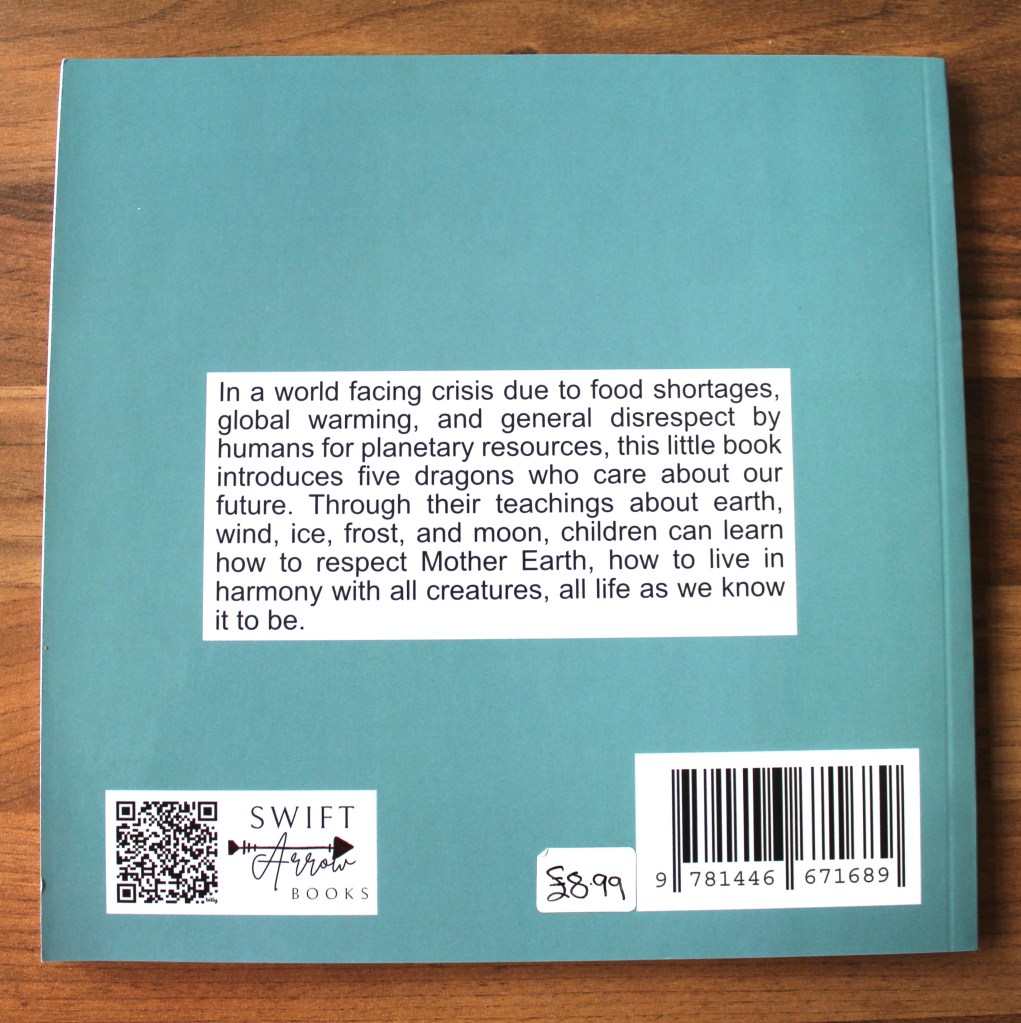 In a world facing crisis due to food shortages,
global warming, and general disrespect by
humans for planetary resources, this little book
introduces five dragons who care about our
future. Through their teachings about earth,
wind, ice, frost, and moon, children can learn
how to respect Mother Earth, how to live in
harmony with all creatures, all life as we know
it to be.
SWIFT
Arrow
BOOKS
£8.99
9 781446 671689